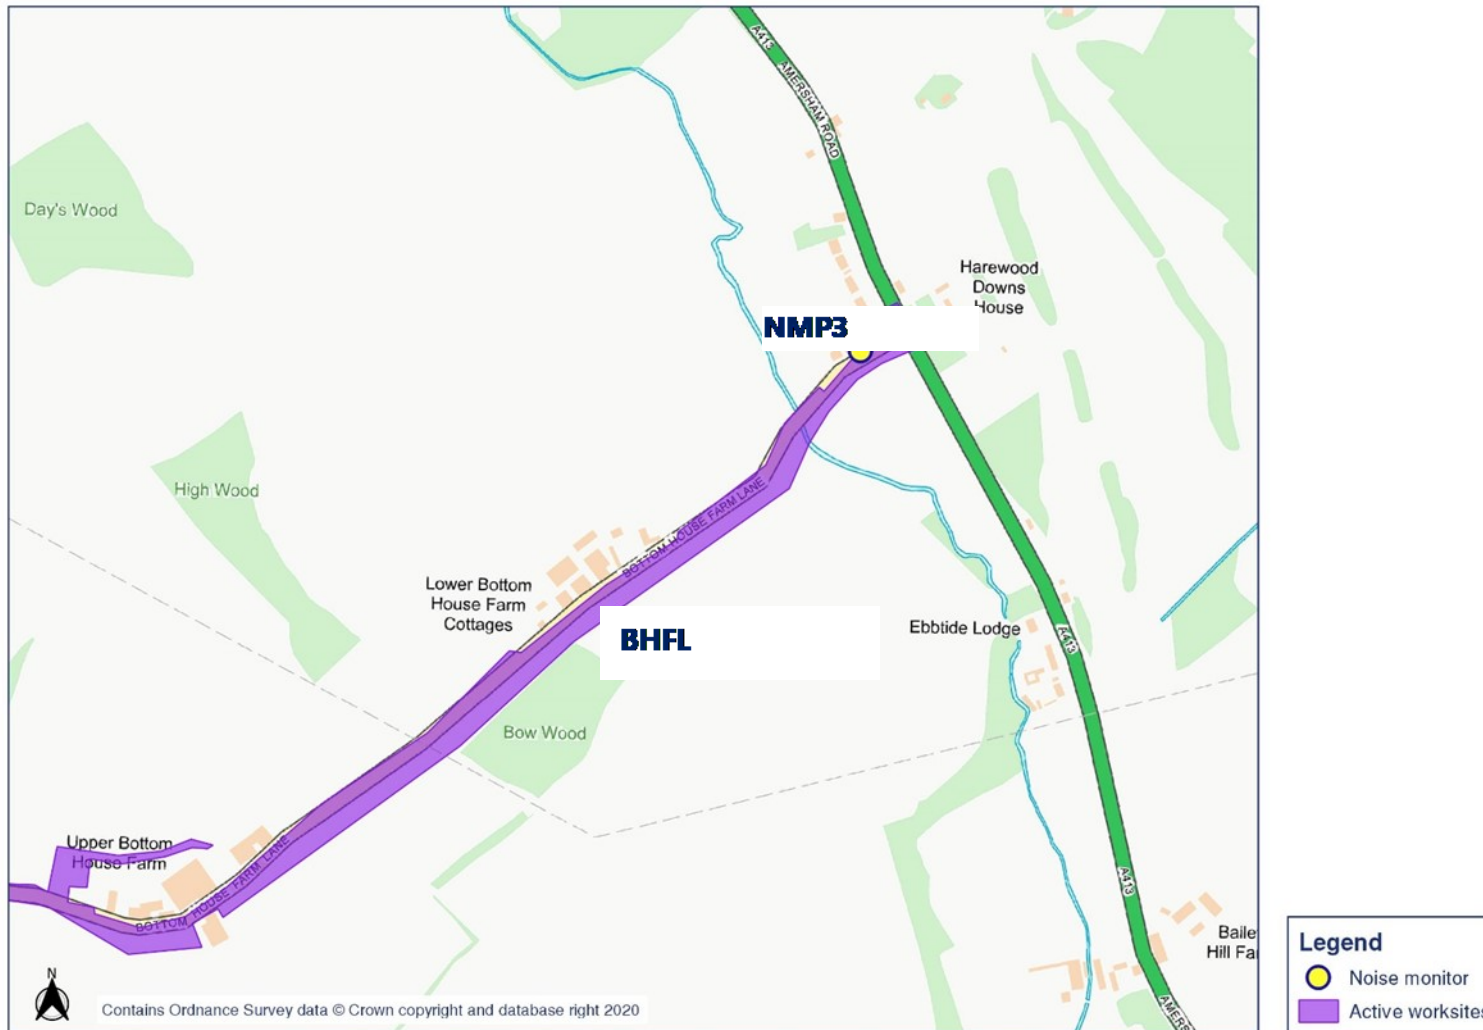 A413
AMERSHAM ROAD
Day's Wood
Harewood
Downs
House
NMP3
High Wood
BOTTOM HOUSE FARM LANE
Lower Bottom
House Farm
Cottages
BHFL
Ebbtide Lodge
A413
Bow Wood
Upper Bottom
House Farm
BOTTOM HOUSE FARM LANE
A413
Baile
Hill Fa
AMERS
N
Contains Ordnance Survey data © Crown copyright and database right 2020
Legend
Noise monitor
Active worksites